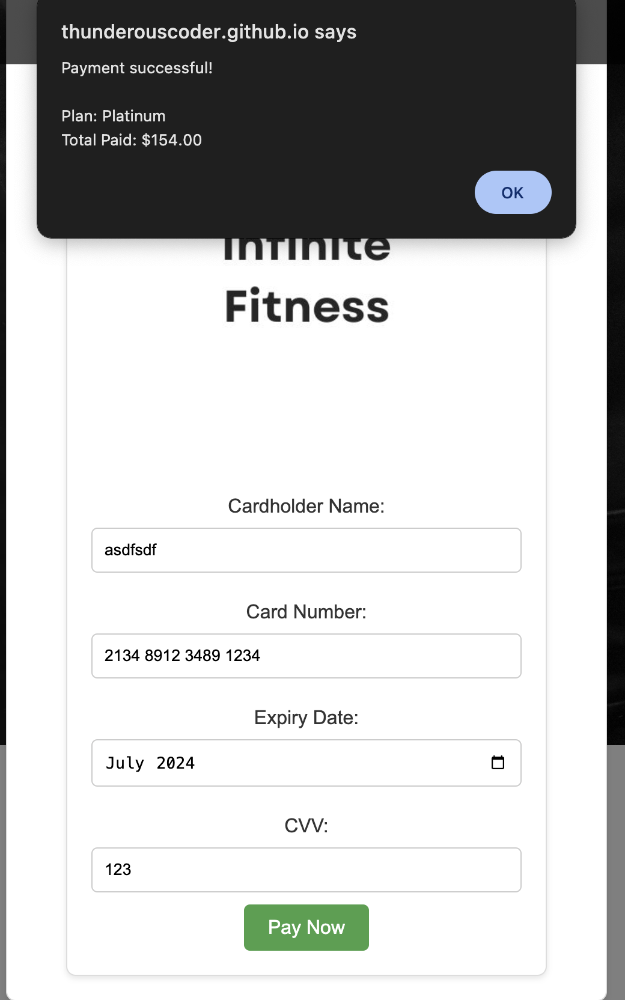 thunderouscoder.github.io says
Payment successful!
Plan: Platinum
Total Paid: $154.00
OK
Infinite
Fitness
Cardholder Name:
asdfsdf
Card Number:
2134 8912 3489 1234
Expiry Date:
July 2024
CVV:
123
Pay Now